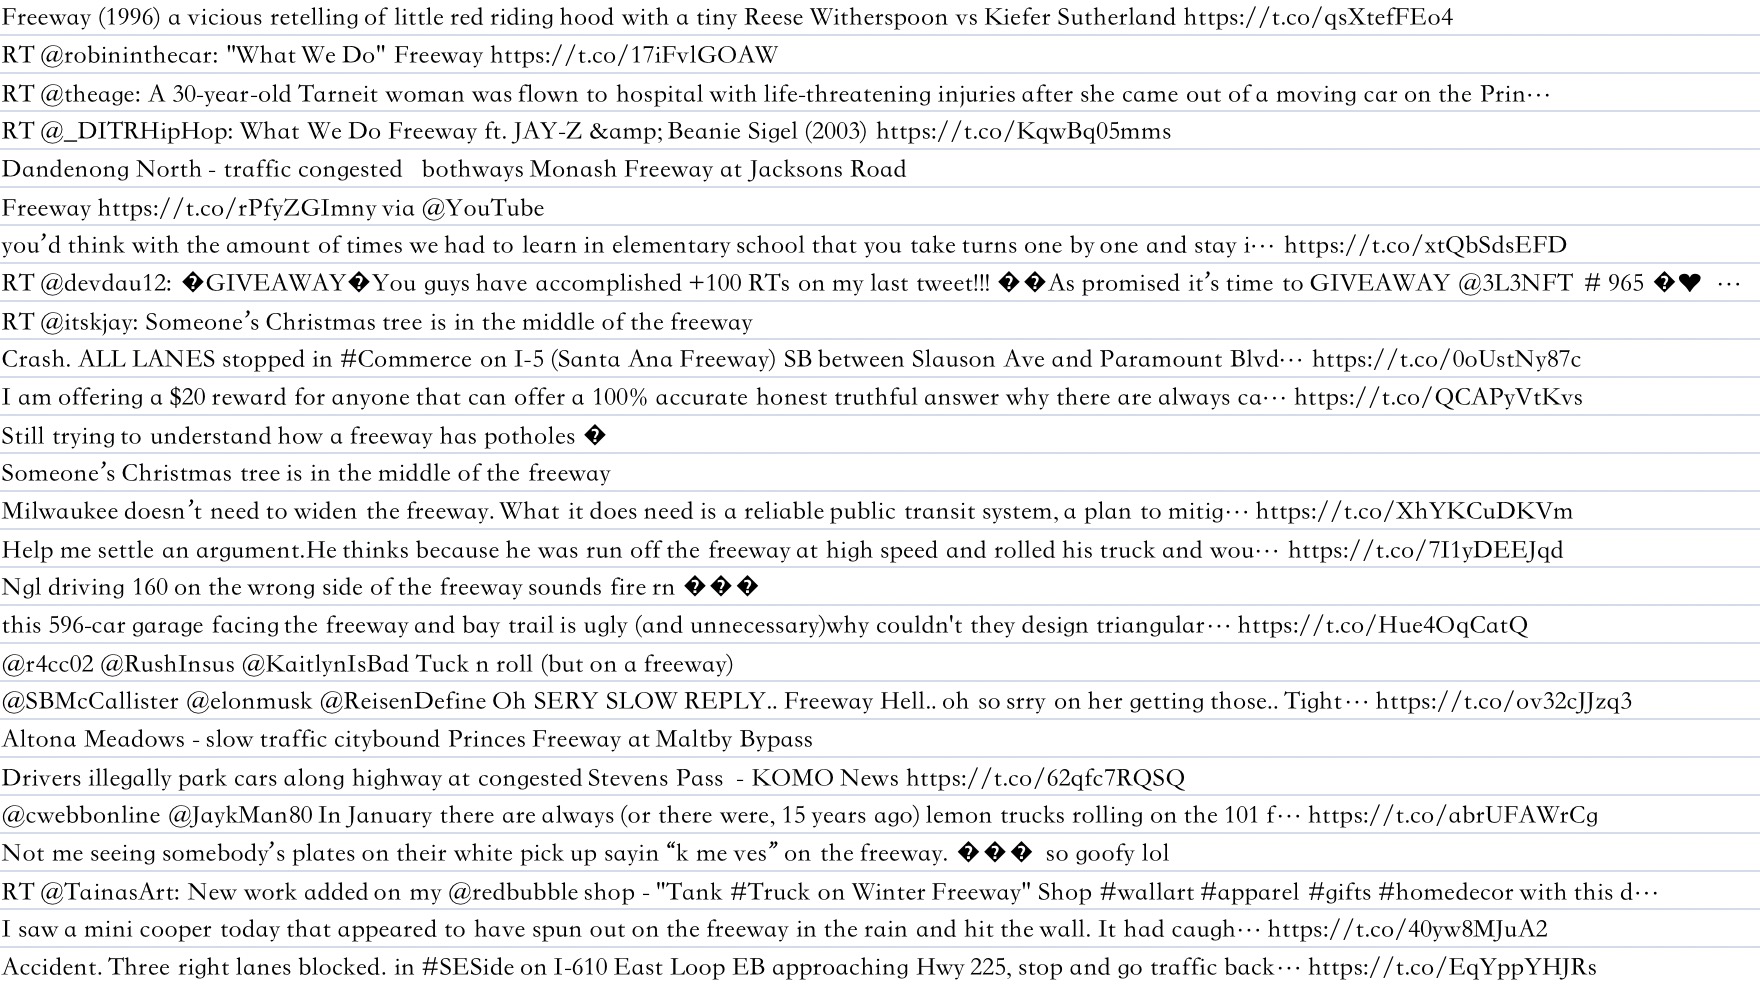 Freeway (1996) a vicious retelling of little red riding hood with a tiny Reese Witherspoon vs Kiefer Sutherland https://t.co/qsXtefFEo4
RT @robininthecar: "What We Do" Freeway https://t.co/17iFvlGOAW
RT @theage: A 30-year-old Tarneit woman was flown to hospital with life-threatening injuries after she came out of a moving car on the Prin…
RT @_DITRHipHop: What We Do Freeway ft. JAY-Z &amp; Beanie Sigel (2003) https://t.co/KqwBq05mms
Dandenong North - traffic congested   bothways Monash Freeway at Jacksons Road
Freeway https://t.co/rPfyZGImny via @YouTube
you’d think with the amount of times we had to learn in elementary school that you take turns one by one and stay i… https://t.co/xtQbSdsEFD
RT @devdau12: �GIVEAWAY�You guys have accomplished +100 RTs on my last tweet!!! ��As promised it’s time to GIVEAWAY @3L3NFT  # 965 �♥  …
RT @itskjay: Someone’s Christmas tree is in the middle of the freeway
Crash. ALL LANES stopped in #Commerce on I-5 (Santa Ana Freeway) SB between Slauson Ave and Paramount Blvd… https://t.co/0oUstNy87c
I am offering a $20 reward for anyone that can offer a 100% accurate honest truthful answer why there are always ca… https://t.co/QCAPyVtKvs
Still trying to understand how a freeway has potholes �
Someone’s Christmas tree is in the middle of the freeway
Milwaukee doesn’t need to widen the freeway. What it does need is a reliable public transit system, a plan to mitig… https://t.co/XhYKCuDKVm
Help me settle an argument.He thinks because he was run off the freeway at high speed and rolled his truck and wou… https://t.co/7I1yDEEJqd
Ngl driving 160 on the wrong side of the freeway sounds fire rn ���
this 596-car garage facing the freeway and bay trail is ugly (and unnecessary)why couldn't they design triangular… https://t.co/Hue4OqCatQ
@r4cc02 @RushInsus @KaitlynIsBad Tuck n roll (but on a freeway)
@SBMcCallister @elonmusk @ReisenDefine Oh SERY SLOW REPLY.. Freeway Hell.. oh so srry on her getting those.. Tight… https://t.co/ov32cJJzq3
Altona Meadows - slow traffic citybound Princes Freeway at Maltby Bypass
Drivers illegally park cars along highway at congested Stevens Pass  - KOMO News https://t.co/62qfc7RQSQ
@cwebbonline @JaykMan80 In January there are always (or there were, 15 years ago) lemon trucks rolling on the 101 f… https://t.co/abrUFAWrCg
Not me seeing somebody’s plates on their white pick up sayin “k me ves” on the freeway. ��� so goofy lol
RT @TainasArt: New work added on my @redbubble shop - "Tank #Truck on Winter Freeway" Shop #wallart #apparel #gifts #homedecor with this d…
I saw a mini cooper today that appeared to have spun out on the freeway in the rain and hit the wall. It had caugh… https://t.co/40yw8MJuA2
Accident. Three right lanes blocked. in #SESide on I-610 East Loop EB approaching Hwy 225, stop and go traffic back… https://t.co/EqYppYHJRs